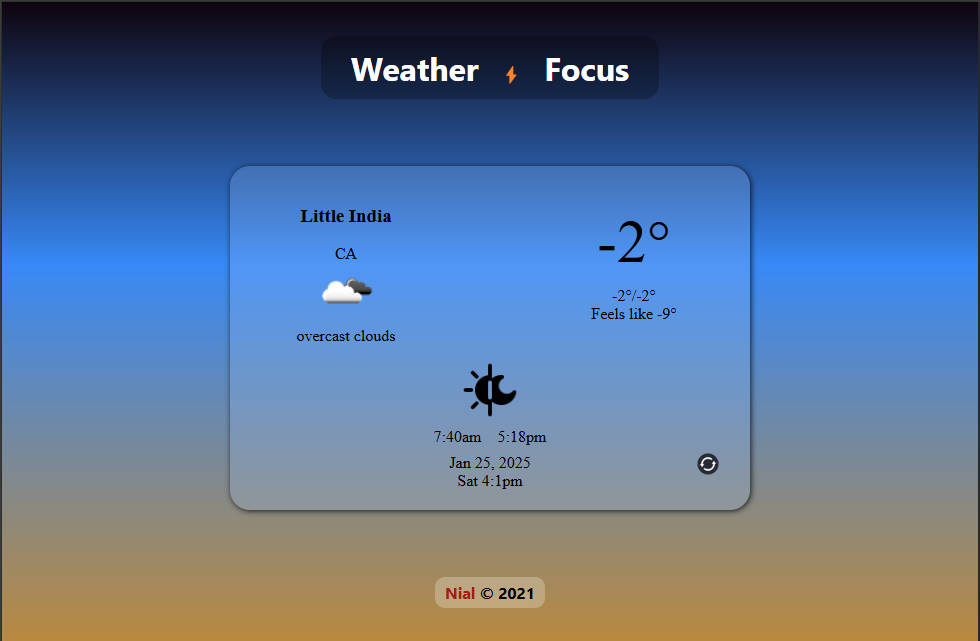 Weather Focus
Little India
CA
overcast clouds
-2°
-2°/-2°
Feels like -9°
7:40am 5:18pm
Jan 25, 2025
Sat 4:1pm
Nial © 2021